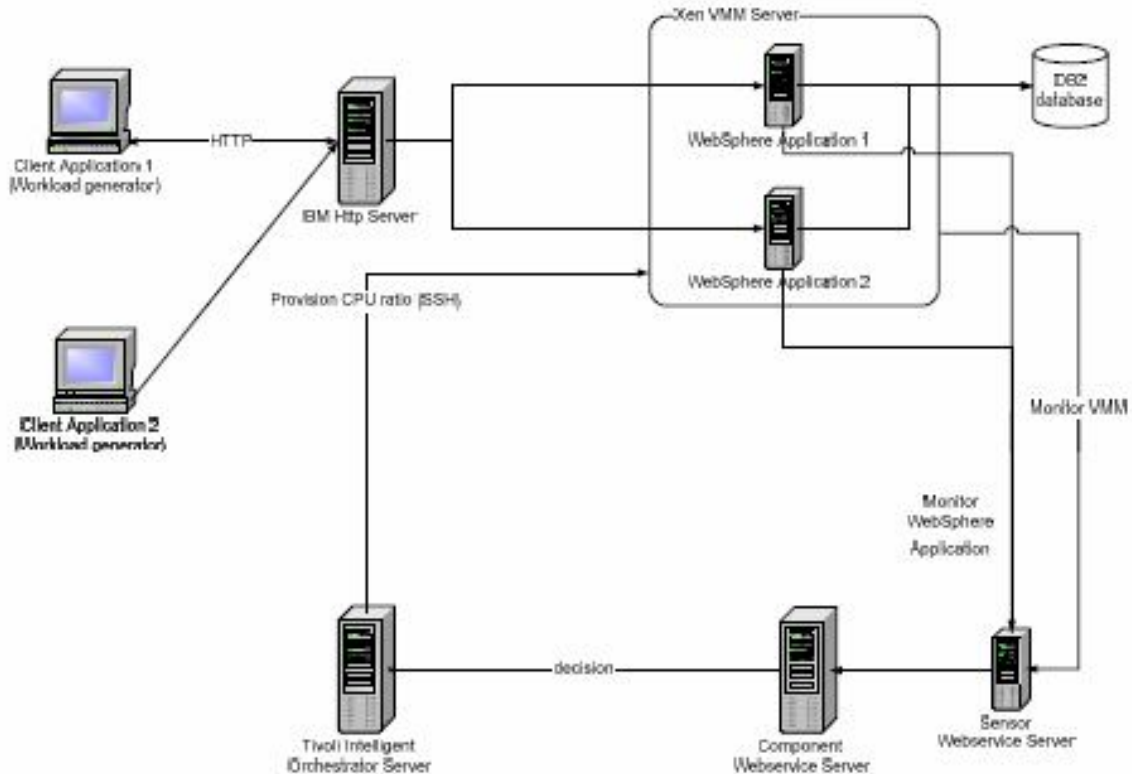 Xen VMM Server
DB2
database
WebSphere Application 1
HTTP
Client Application 1
(Workload generator)
IBM Http Server
WebSphere Application 2
Provision CPU ratio (SSH)
Client Application 2
(Workload generator)
Monitor VMM
Monitor
WebSphere
Application
decision
Sensor
Webservice Server
Tivoli Intelligent
Orchestrator Server
Component
Webservice Server